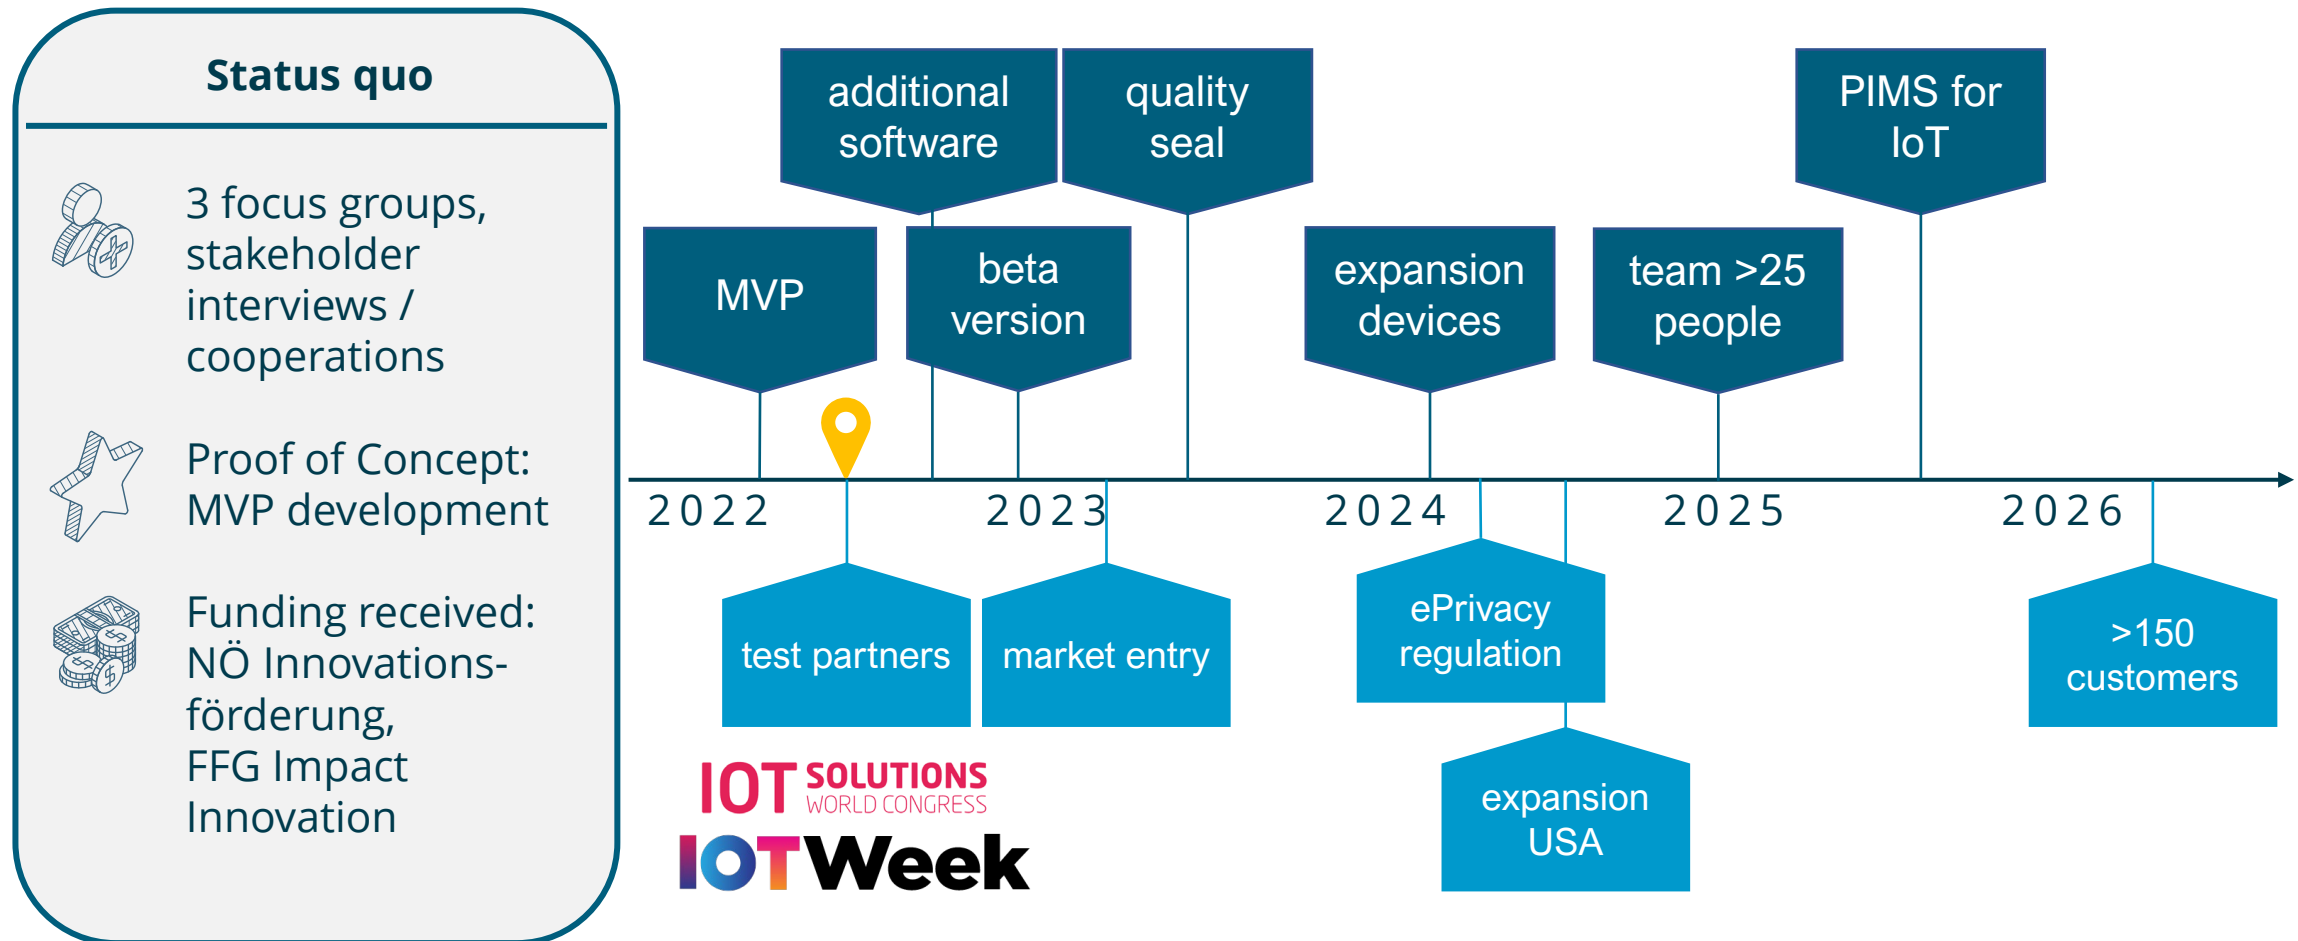 Status quo
3 focus groups,
stakeholder
interviews /
cooperations
Proof of Concept:
MVP development
Funding received:
NÖ Innovations-
förderung,
FFG Impact
Innovation
additional
software
quality
seal
PIMS for
IoT
MVP
beta
version
expansion
devices
team >25
people
2022
2023
2024
2025
2026
test partners
market entry
ePrivacy
regulation
>150
customers
expansion
USA
IOT SOLUTIONS
WORLD CONGRESS
IOT Week